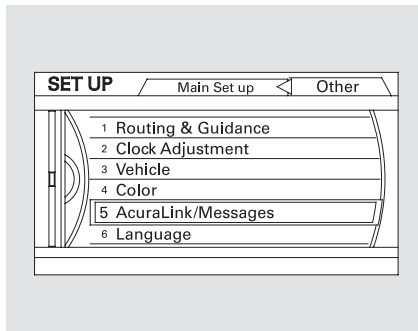 SET UP Main Set up Other
1 Routing & Guidance
2 Clock Adjustment
3 Vehicle
4 Color
5 AcuraLink/Messages
6 Language